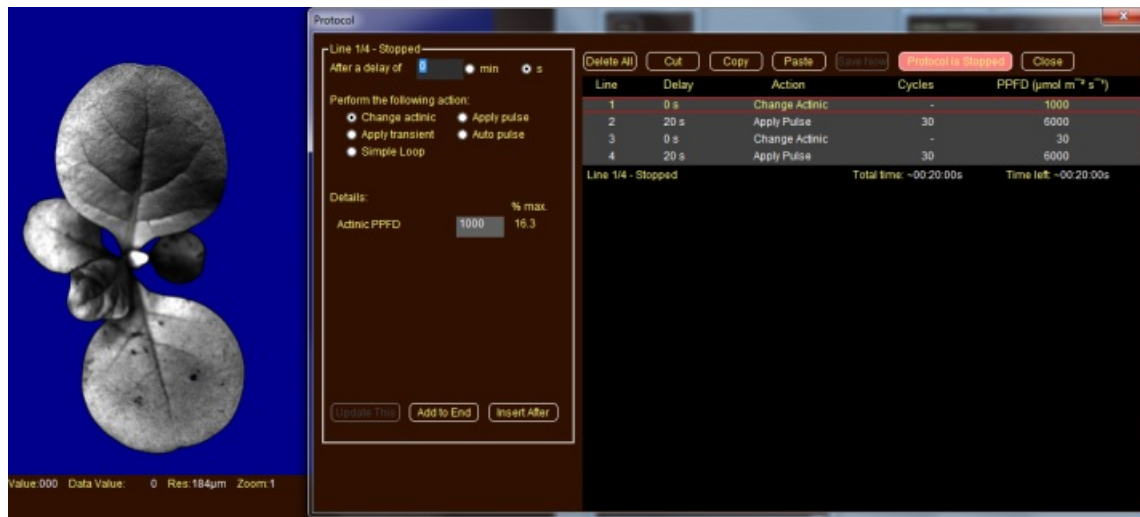 Protocol
Line 1/4 - Stopped
After a delay of 0 min s
Perform the following action:
Change actinic Apply pulse
Apply transient Auto pulse
Simple Loop
Details:
% max.
Actinic PPFD 1000 16.3
Update This Add to End Insert After
Delete All Cut Copy Paste Save Now Protocol is Stopped Close
Line Delay Action Cycles PPFD (µmol m⁻² s⁻¹)
1 0 s Change Actinic - 1000
2 20 s Apply Pulse 30 6000
3 0 s Change Actinic - 30
4 20 s Apply Pulse 30 6000
Line 1/4 - Stopped Total time: ~00:20:00s Time left: ~00:20:00s
Value:000 Data Value: 0 Res:184µm Zoom:1